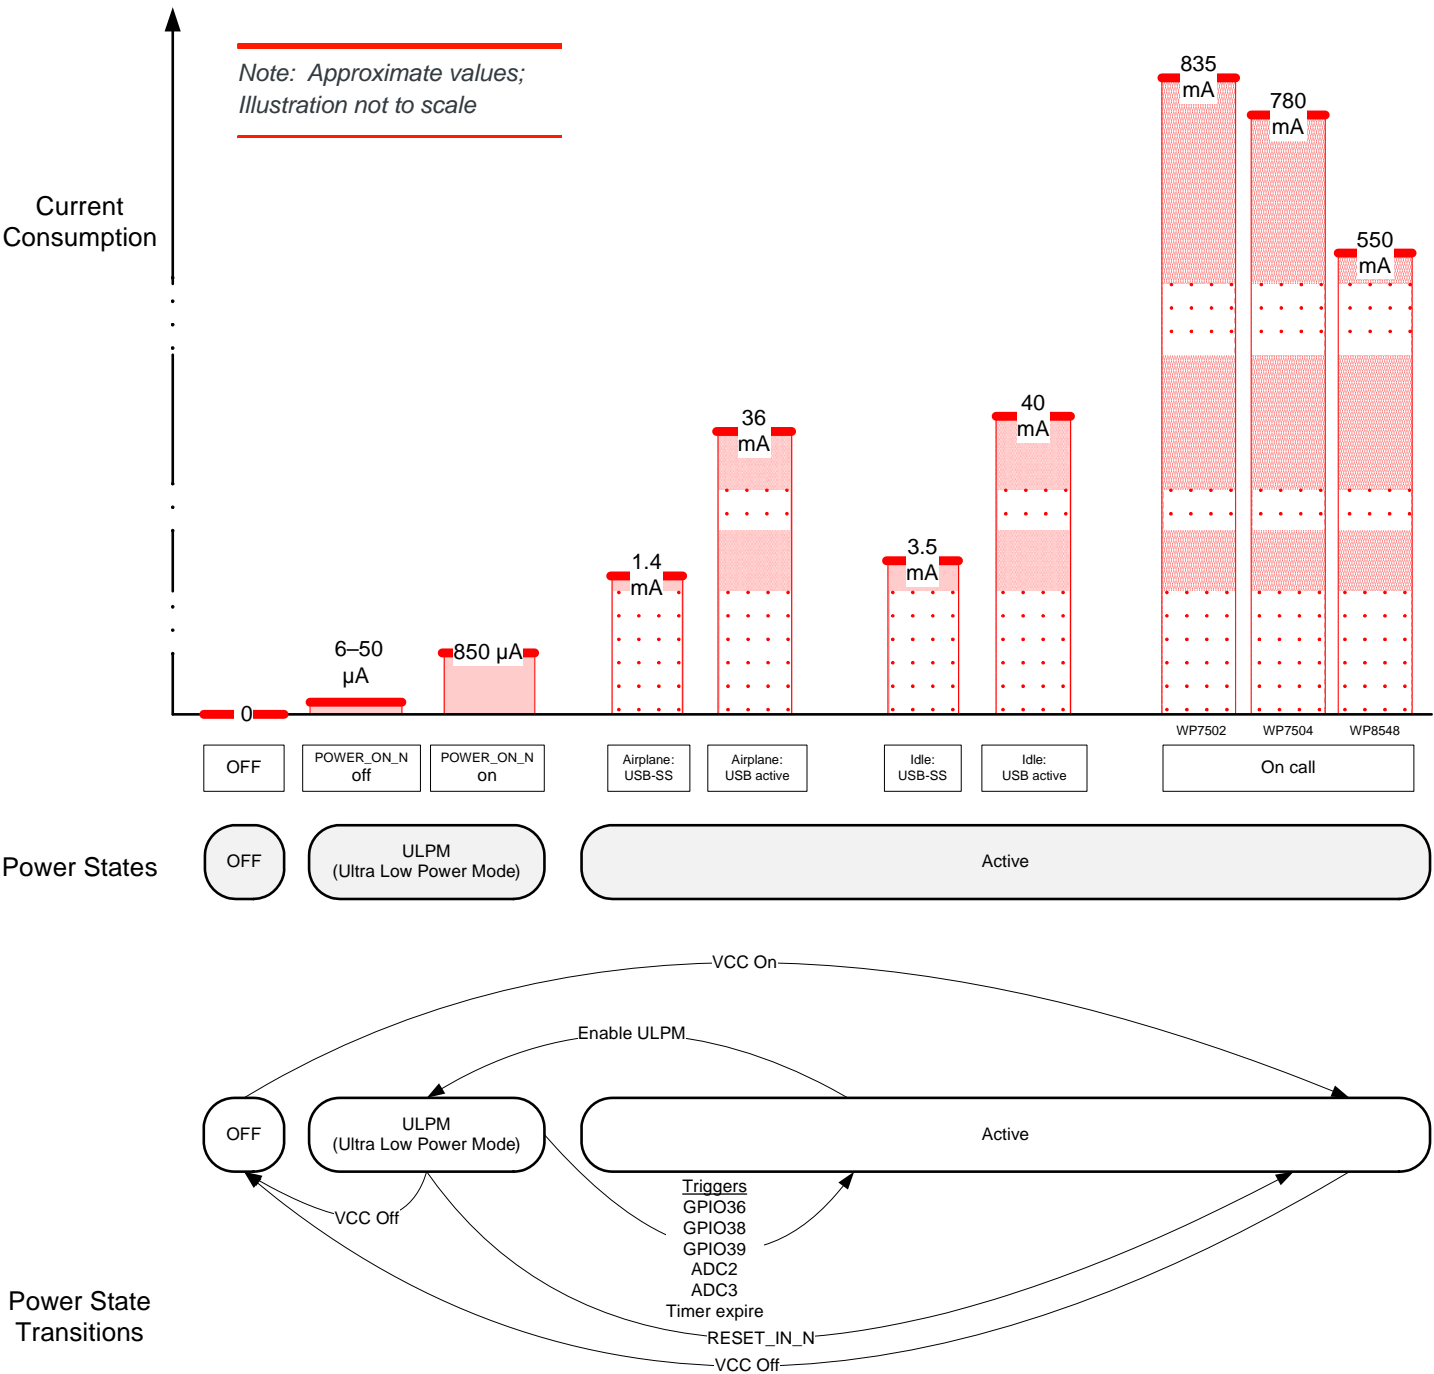 Note: Approximate values;
Illustration not to scale
Current
Consumption
835
mA
780
mA
550
mA
36
mA
40
mA
1.4
mA
3.5
mA
6–50
µA
850 µA
0
WP7502
WP7504
WP8548
OFF
POWER_ON_N
off
POWER_ON_N
on
Airplane:
USB-SS
Airplane:
USB active
Idle:
USB-SS
Idle:
USB active
On call
Power States
OFF
ULPM
(Ultra Low Power Mode)
Active
VCC On
Enable ULPM
OFF
ULPM
(Ultra Low Power Mode)
Active
VCC Off
Triggers
GPIO36
GPIO38
GPIO39
ADC2
ADC3
Timer expire
RESET_IN_N
VCC Off
Power State
Transitions